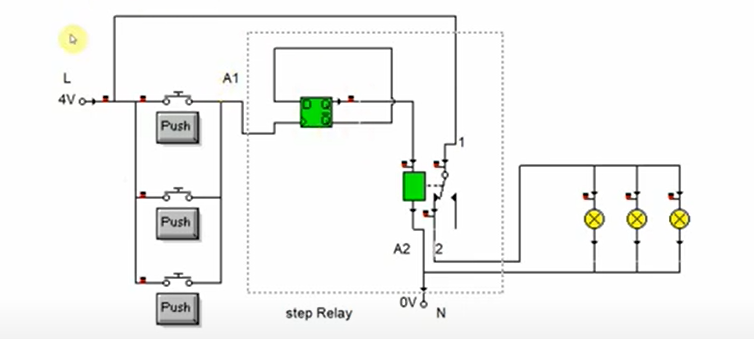 L
A1
4V
Push
1
Push
A2
2
Push
0V
N
step Relay